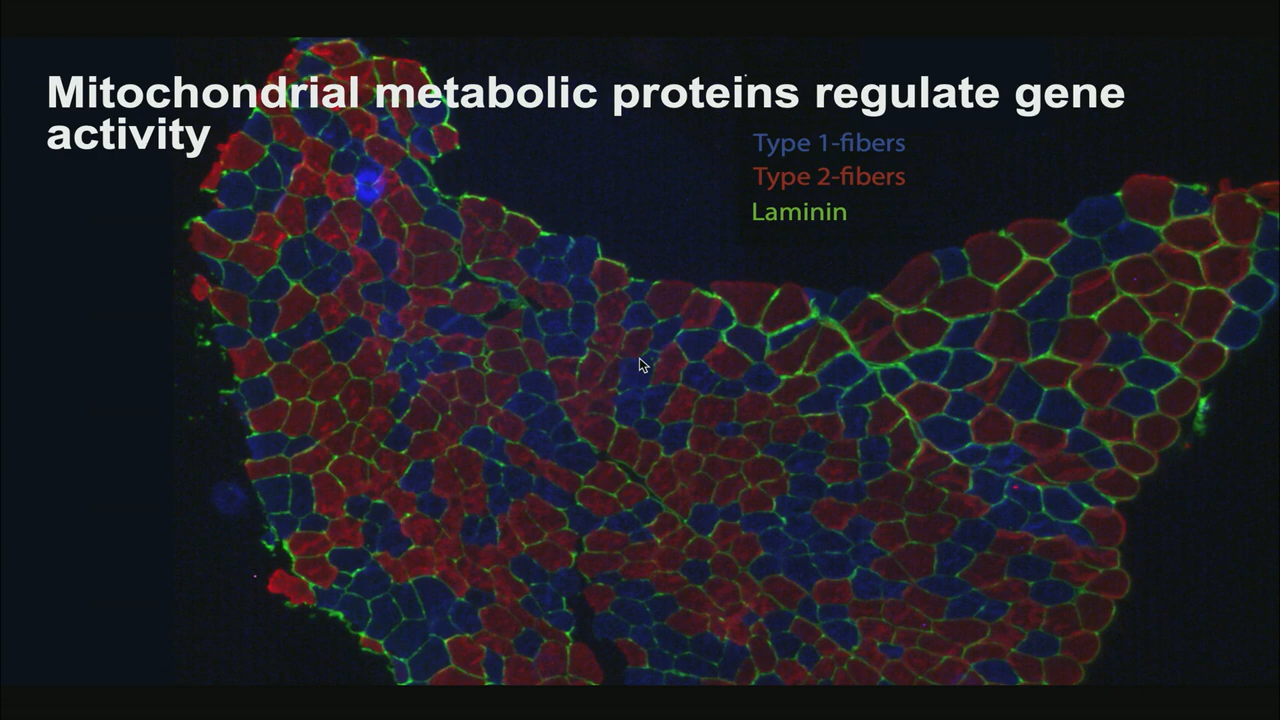 Mitochondrial metabolic proteins regulate gene
activity
Type 1-fibers
Type 2-fibers
Laminin